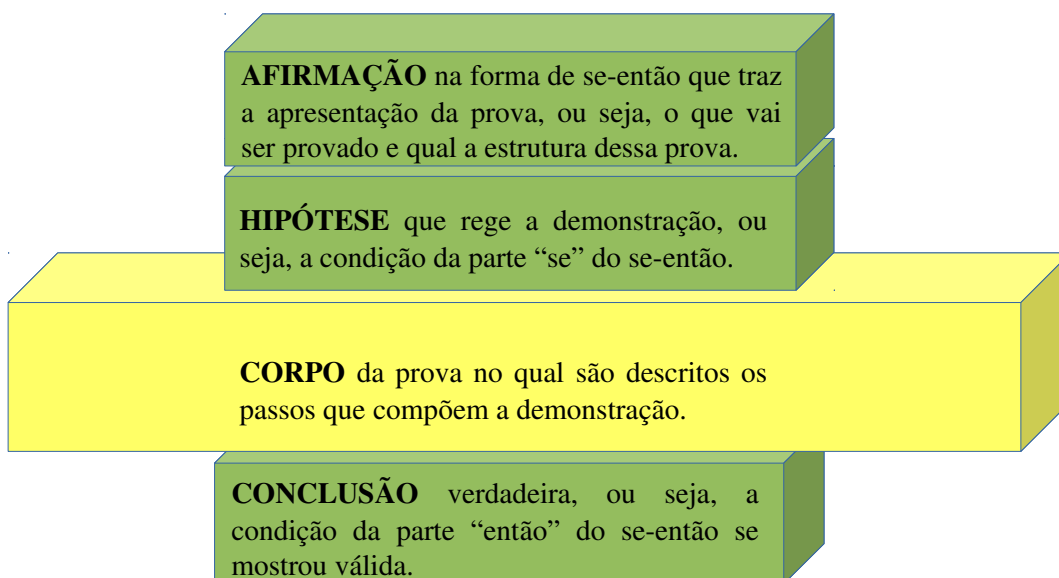 AFIRMAÇÃO na forma de se-então que traz
a apresentação da prova, ou seja, o que vai
ser provado e qual a estrutura dessa prova.
HIPÓTESE que rege a demonstração, ou
seja, a condição da parte “se” do se-então.
CORPO da prova no qual são descritos os
passos que compõem a demonstração.
CONCLUSÃO verdadeira, ou seja, a
condição da parte “então” do se-então se
mostrou válida.